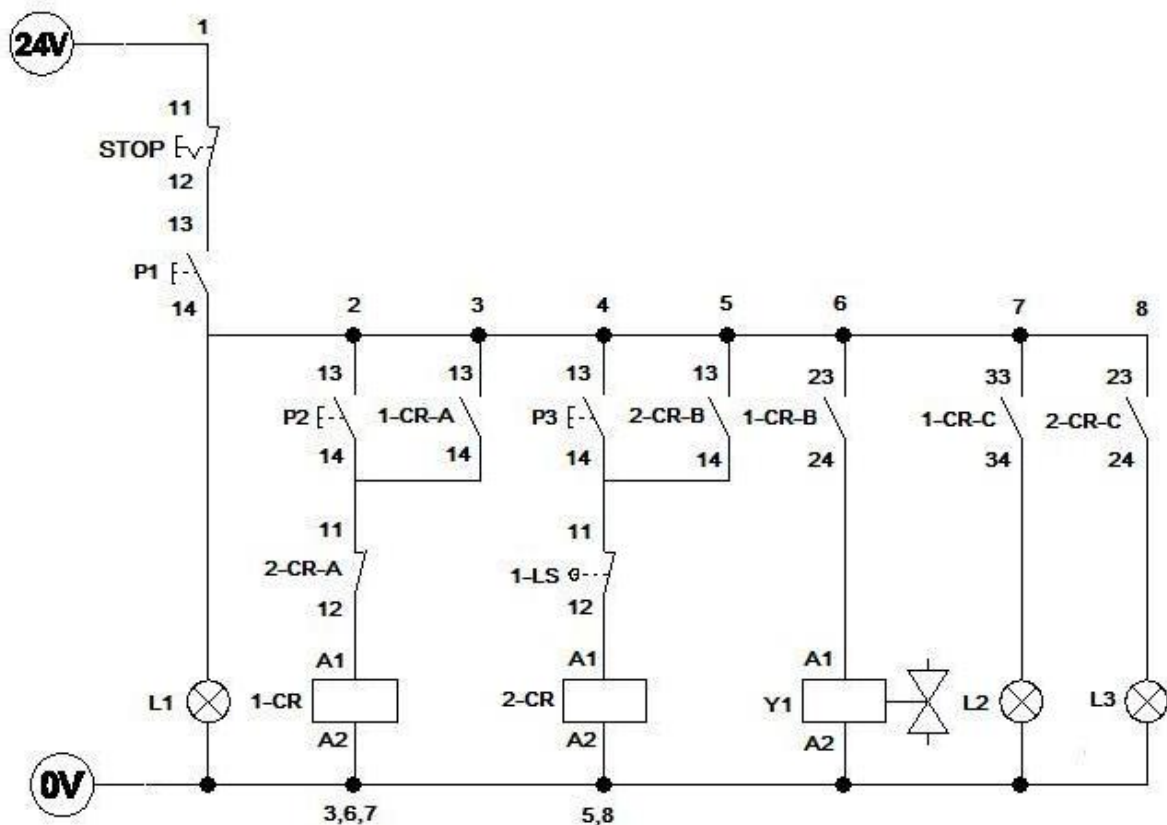 24V
1
11
STOP
12
13
P1
14
2 3 4 5 6 7 8
13 13 13 13 23 33 23
P2 1-CR-A P3 2-CR-B 1-CR-B 1-CR-C 2-CR-C
14 14 14 14 24 34 24
11 11
2-CR-A 1-LS
12 12
A1 A1 A1
L1 1-CR 2-CR Y1 L2 L3
A2 A2 A2
0V
3,6,7 5,8